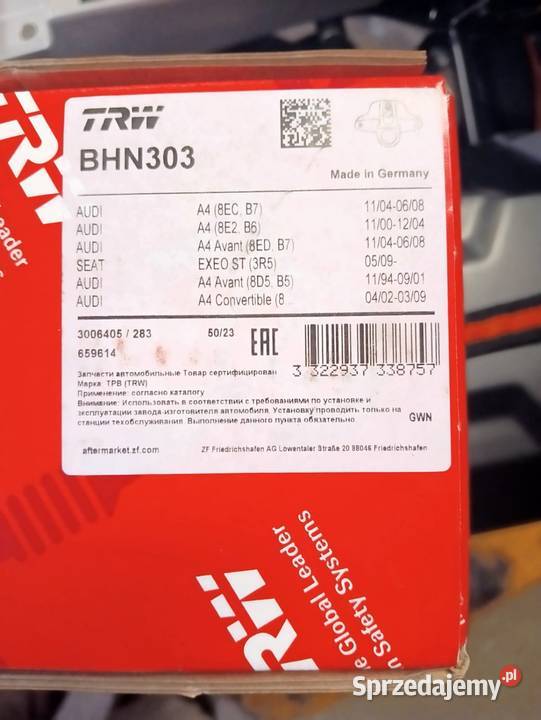 TRW
BHN303
Made in Germany
AUDI A4 (8EC, B7) 11/04-06/08
AUDI A4 (8E2, B6) 11/00-12/04
AUDI A4 Avant (8ED, B7) 11/04-06/08
SEAT EXEO ST (3R5) 05/09-
AUDI A4 Avant (8D5, B5) 11/94-09/01
AUDI A4 Convertible (8... 04/02-03/09
3006405 / 283 50/23 EAC
659614
3 322937 338757
Запчасти автомобильные Товар сертифицирован
Марка: ТРВ (TRW)
Применение: согласно каталогу
Внимание: Использовать в соответствии с требованиями по установке и
эксплуатации завода-изготовителя автомобиля. Установку проводить только на
станции техобслуживания. Выполнение данного пункта обязательно.
GWN
aftermarket.zf.com ZF Friedrichshafen AG Löwentaler Straße 20 88046 Friedrichshafen
TRW
Leader
s
TRW
e Global Leader
n Safety Systems
TRW
Sprzedajemy.pl